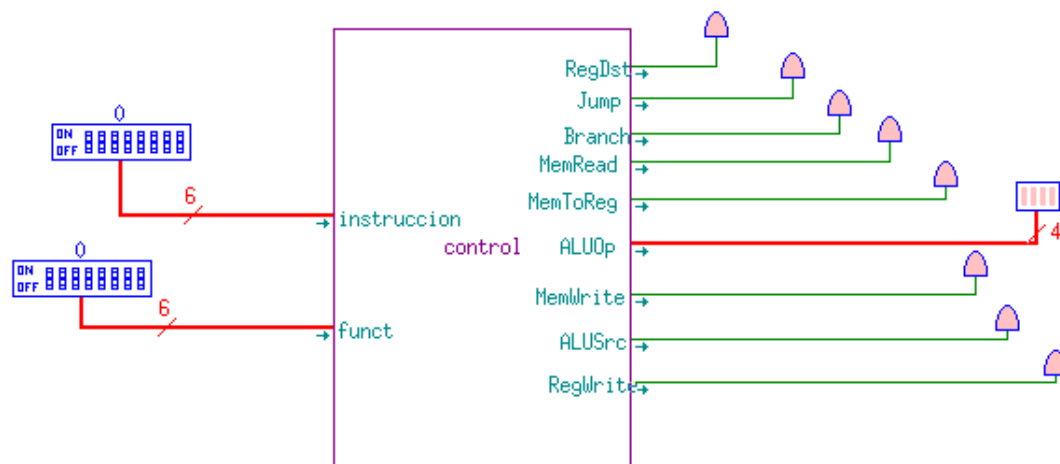 RegDst
Jump
0
ON
OFF
Branch
MemRead
6
MemToReg
instruccion
control
ALUOp
4
0
ON
OFF
MemWrite
6
funct
ALUSrc
RegWrite